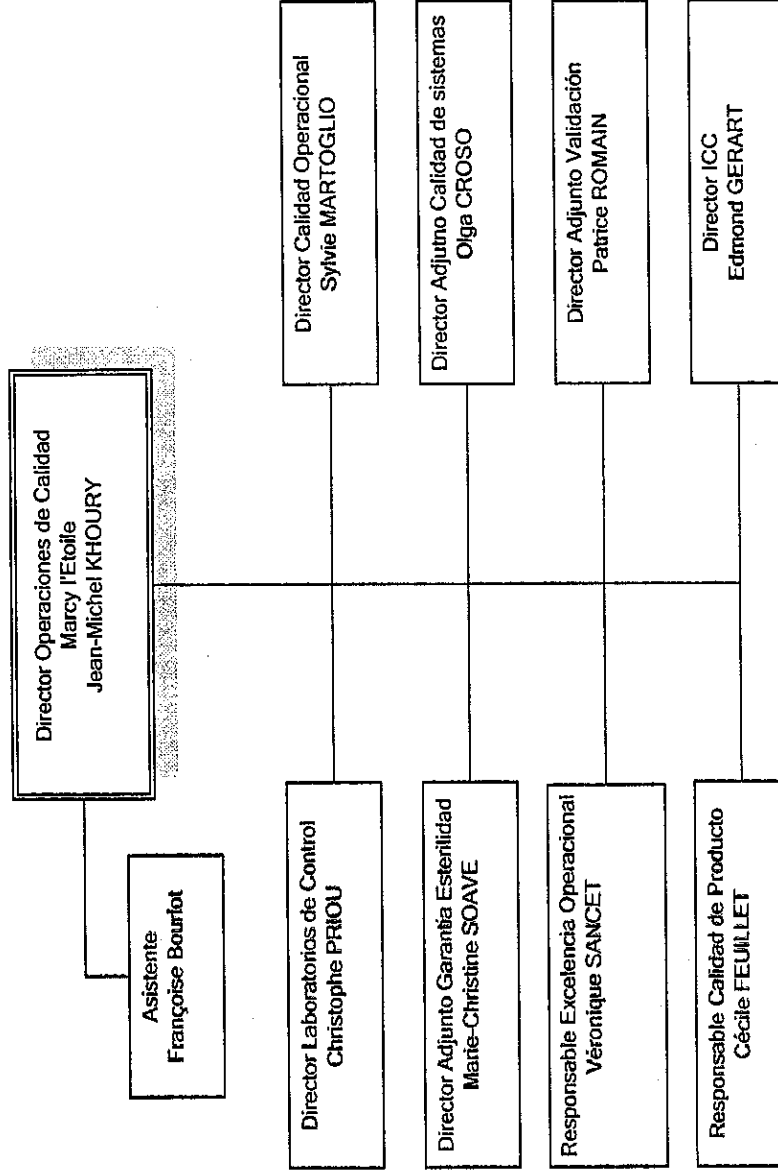 Director Operaciones de Calidad
Marcy l'Etoile
Jean-Michel KHOURY
Asistente
Françoise Bourlot
Director Laboratorios de Control
Christophe PRIOU
Director Calidad Operacional
Sylvie MARTOGLIO
Director Adjunto Garantía Esterilidad
Marie-Christine SOAVE
Director Adjutno Calidad de sistemas
Olga CROSO
Responsable Excelencia Operacional
Véronique SANCET
Director Adjunto Validación
Patrice ROMAIN
Responsable Calidad de Producto
Cécile FEUILLET
Director ICC
Edmond GERART